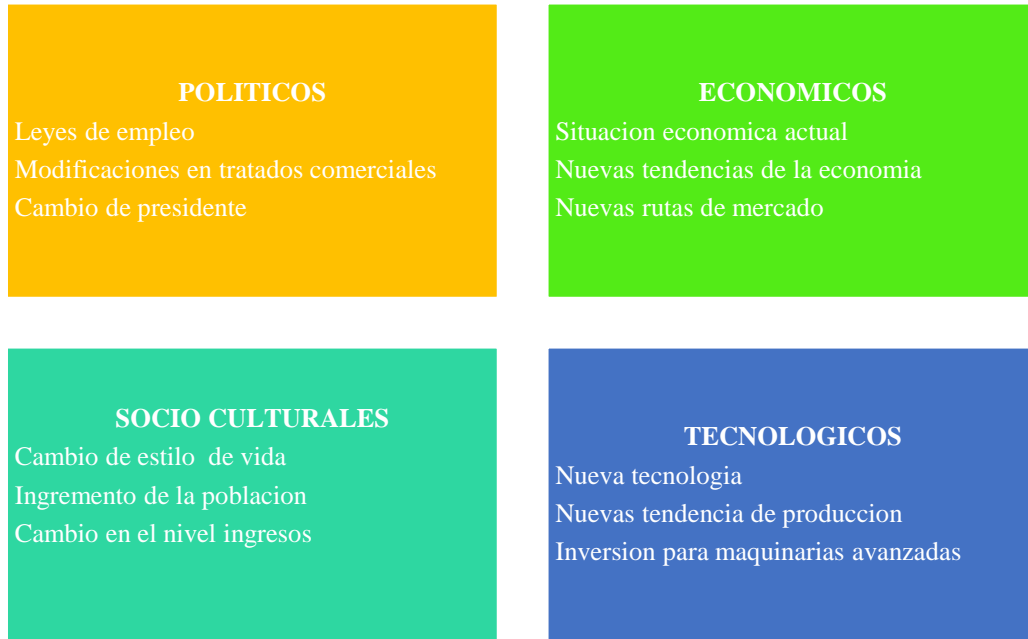 POLITICOS
Leyes de empleo
Modificaciones en tratados comerciales
Cambio de presidente
ECONOMICOS
Situacion economica actual
Nuevas tendencias de la economia
Nuevas rutas de mercado
SOCIO CULTURALES
Cambio de estilo  de vida
Ingremento de la poblacion
Cambio en el nivel ingresos
TECNOLOGICOS
Nueva tecnologia
Nuevas tendencia de produccion
Inversion para maquinarias avanzadas